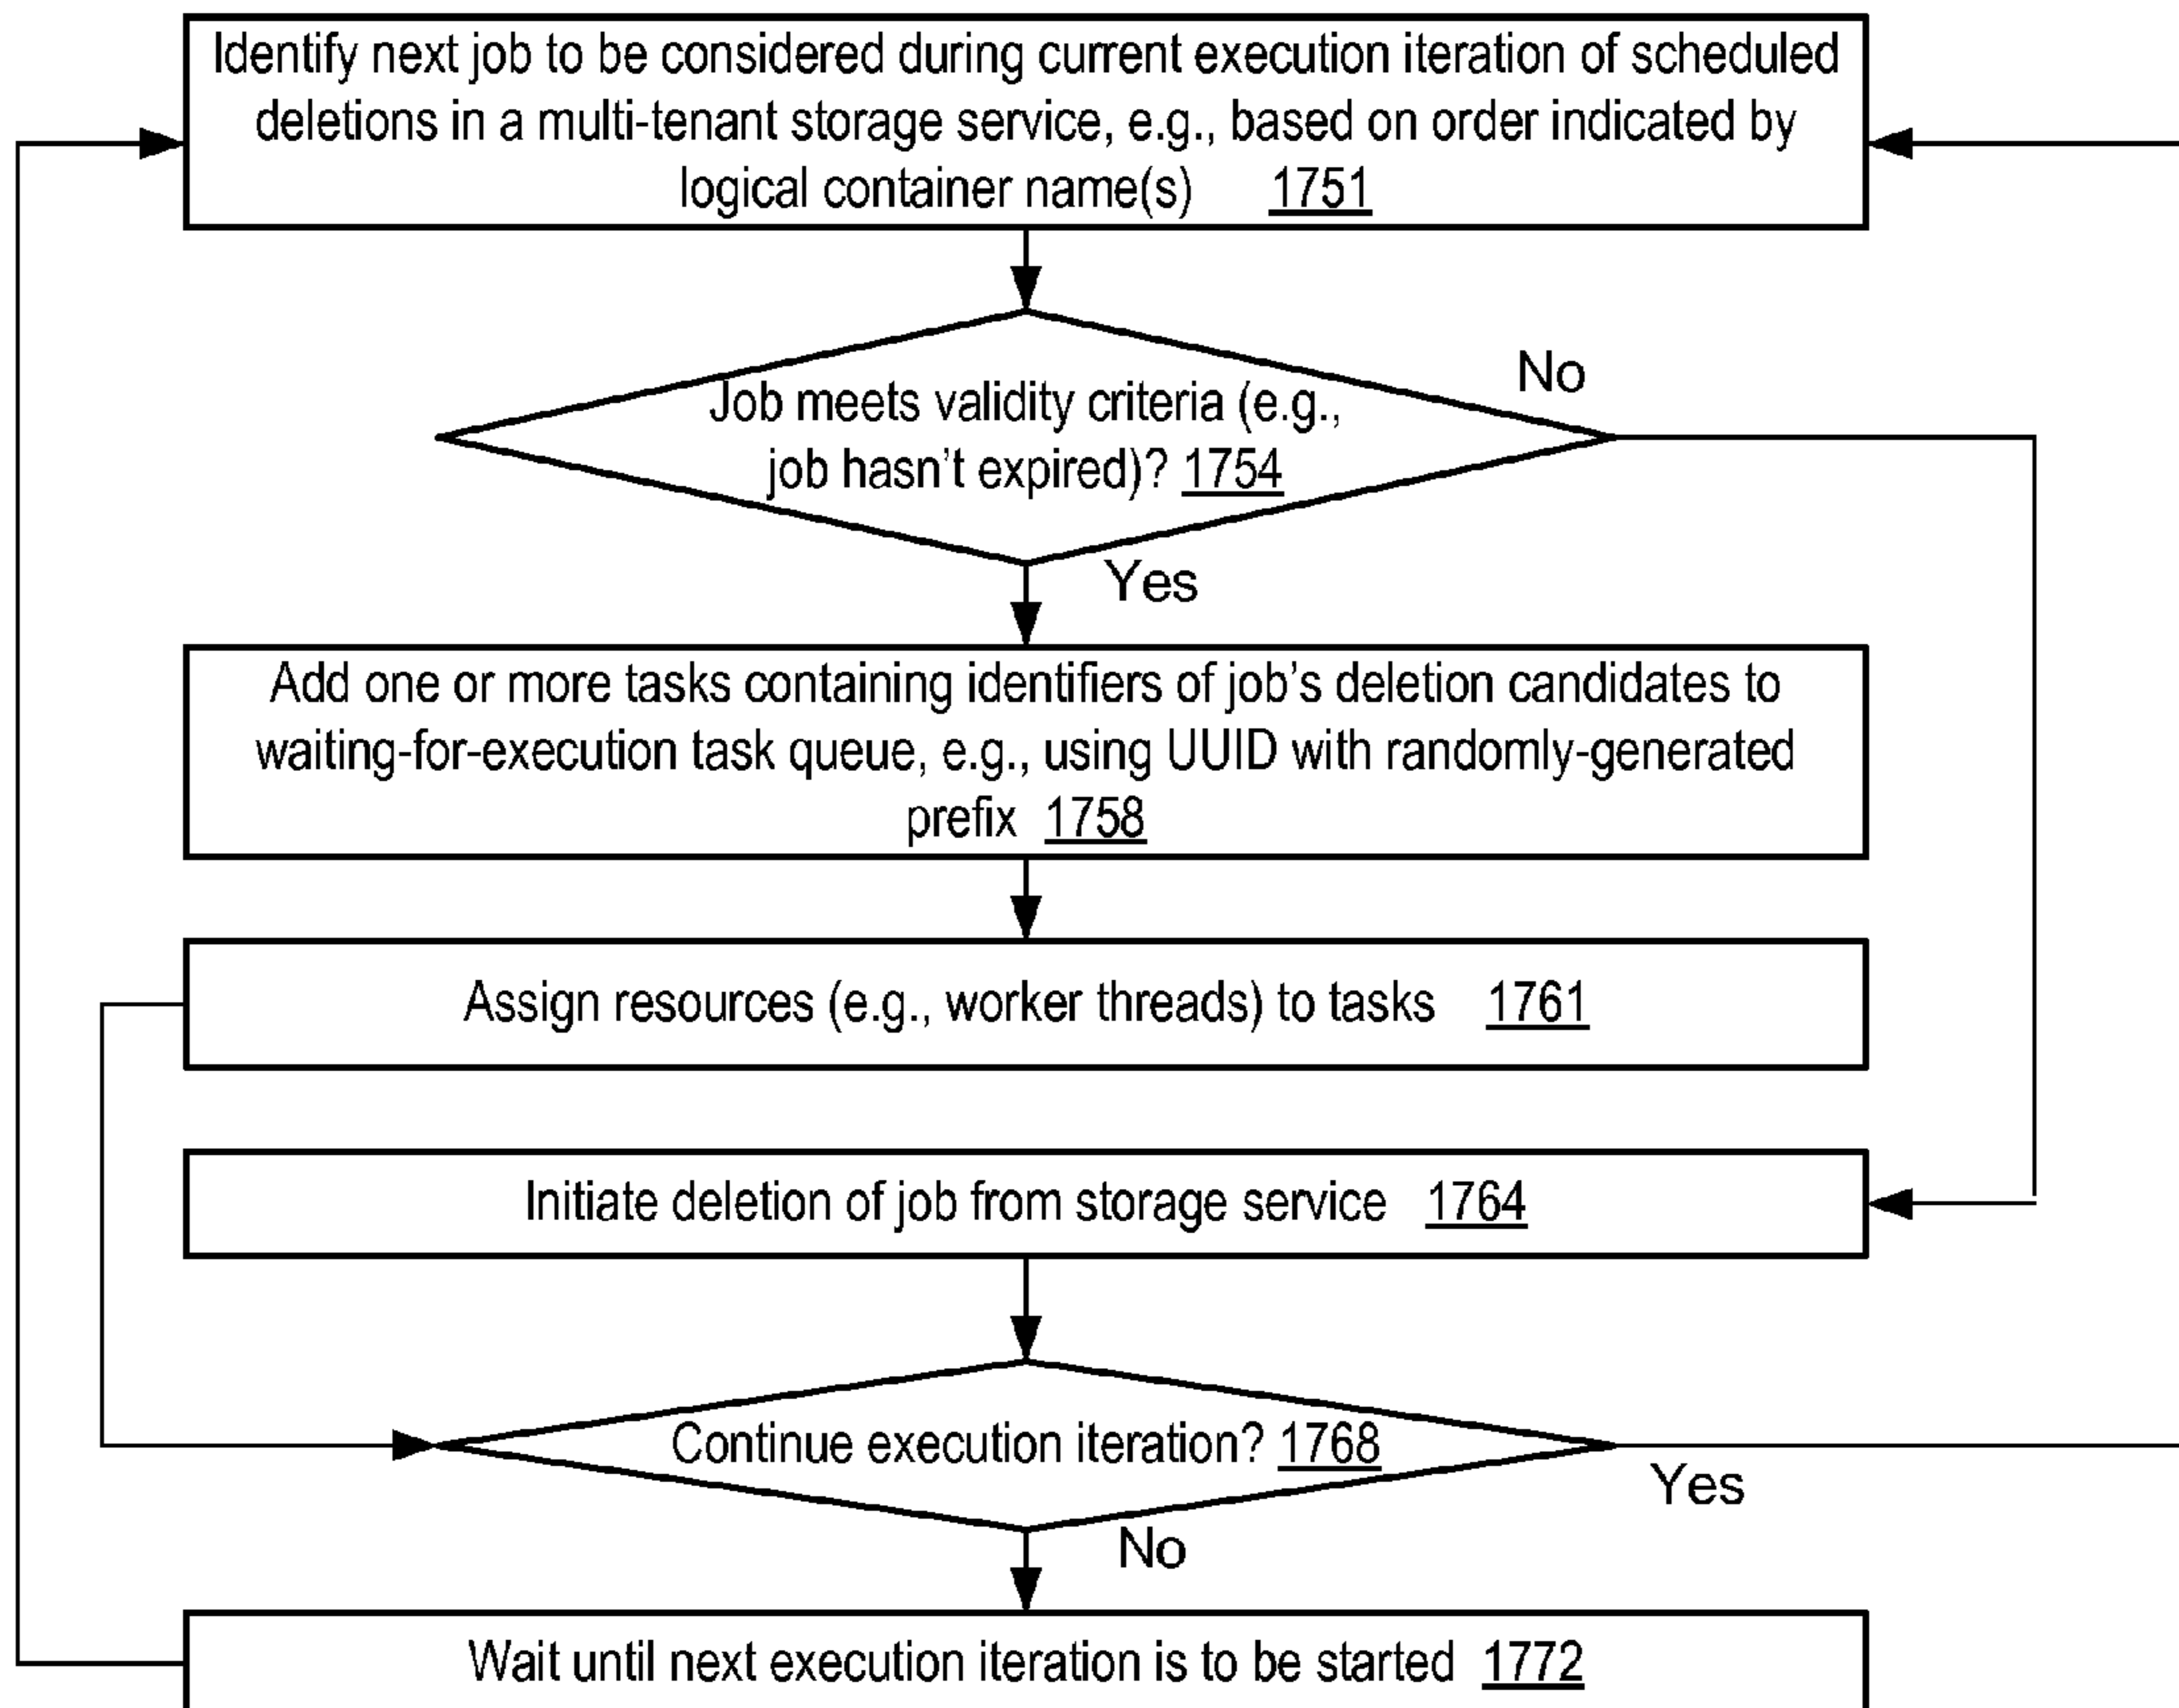 Identify next job to be considered during current execution iteration of scheduled
deletions in a multi-tenant storage service, e.g., based on order indicated by
logical container name(s) 1751
No
Job meets validity criteria (e.g.,
job hasn't expired)? 1754
Yes
Add one or more tasks containing identifiers of job's deletion candidates to
waiting-for-execution task queue, e.g., using UUID with randomly-generated
prefix 1758
Assign resources (e.g., worker threads) to tasks 1761
Initiate deletion of job from storage service 1764
Continue execution iteration? 1768
Yes
No
Wait until next execution iteration is to be started 1772